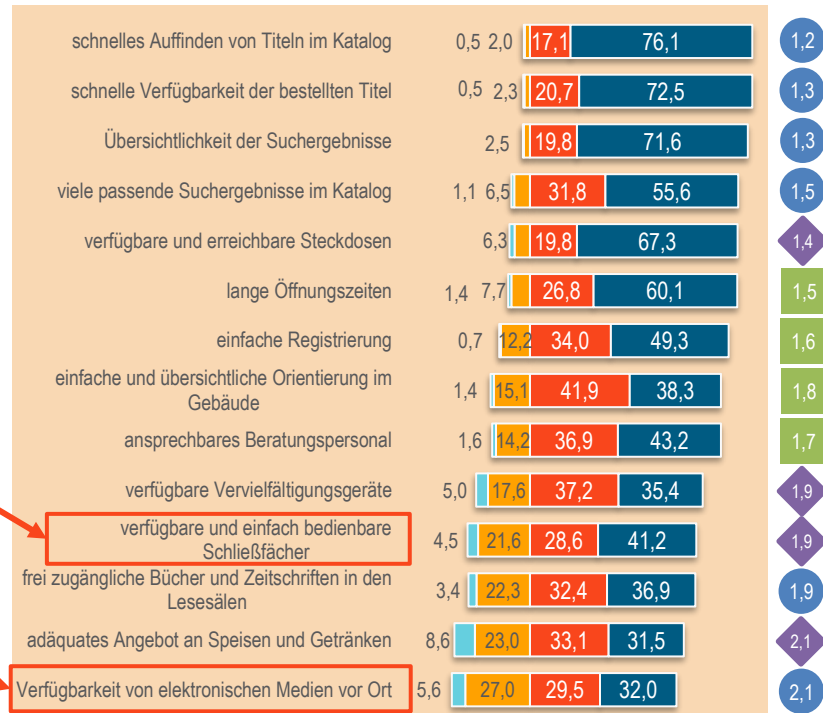 schnelles Auffinden von Titeln im Katalog 0,5 2,0 17,1 76,1 1,2
schnelle Verfügbarkeit der bestellten Titel 0,5 2,3 20,7 72,5 1,3
Übersichtlichkeit der Suchergebnisse 2,5 19,8 71,6 1,3
viele passende Suchergebnisse im Katalog 1,1 6,5 31,8 55,6 1,5
verfügbare und erreichbare Steckdosen 6,3 19,8 67,3 1,4
lange Öffnungszeiten 1,4 7,7 26,8 60,1 1,5
einfache Registrierung 0,7 12,2 34,0 49,3 1,6
einfache und übersichtliche Orientierung im
Gebäude 1,4 15,1 41,9 38,3 1,8
ansprechbares Beratungspersonal 1,6 14,2 36,9 43,2 1,7
verfügbare Vervielfältigungsgeräte 5,0 17,6 37,2 35,4 1,9
verfügbare und einfach bedienbare
Schließfächer 4,5 21,6 28,6 41,2 1,9
frei zugängliche Bücher und Zeitschriften in den
Lesesälen 3,4 22,3 32,4 36,9 1,9
adäquates Angebot an Speisen und Getränken 8,6 23,0 33,1 31,5 2,1
Verfügbarkeit von elektronischen Medien vor Ort 5,6 27,0 29,5 32,0 2,1